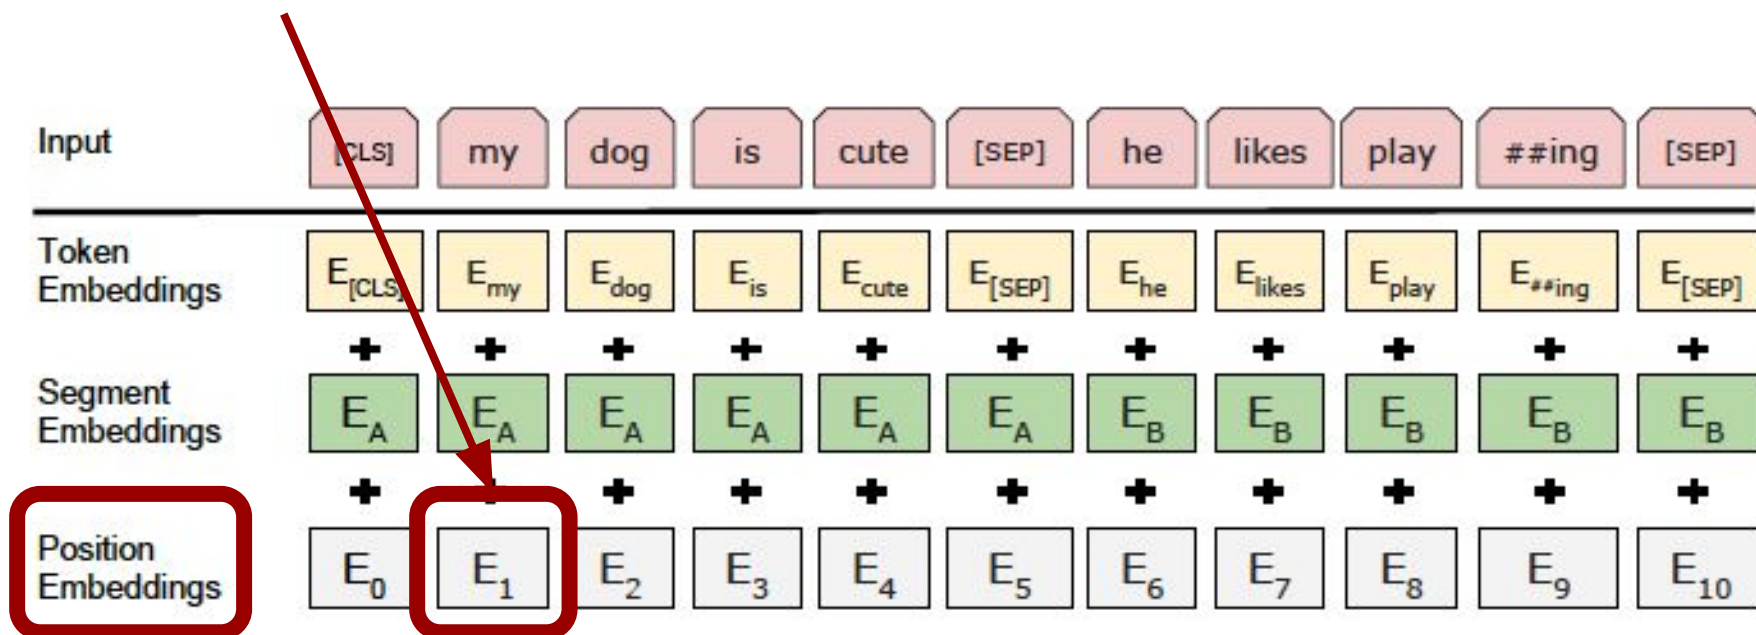 Input [CLS] my dog is cute [SEP] he likes play ##ing [SEP]
Token
Embeddings E[CLS] Emy Edog Eis Ecute E[SEP] Ehe Elikes Eplay E##ing E[SEP]
+ + + + + + + + + + +
Segment
Embeddings EA EA EA EA EA EA EB EB EB EB EB
+ + + + + + + + + + +
Position
Embeddings E0 E1 E2 E3 E4 E5 E6 E7 E8 E9 E10